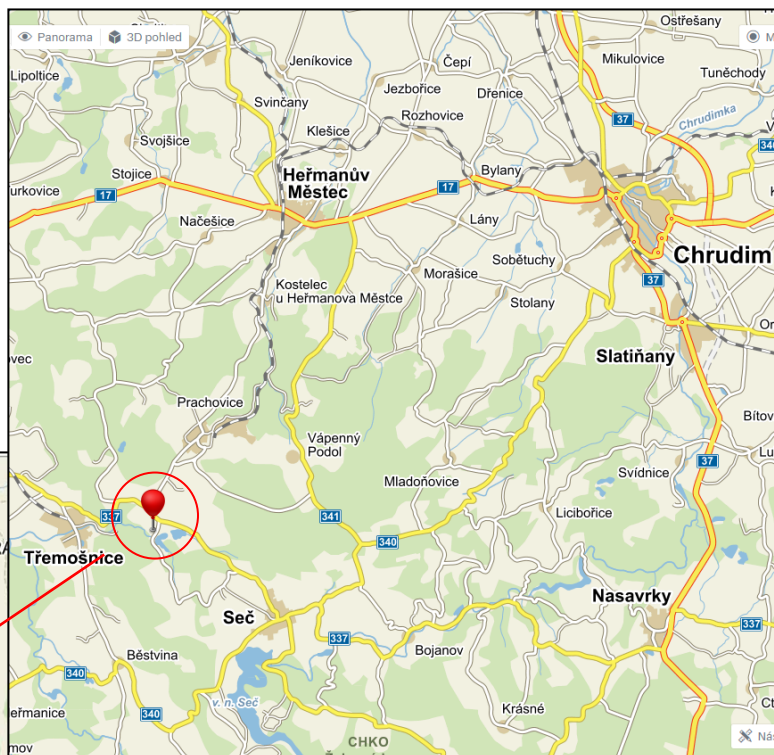 Ostřešany
Panorama
3D pohled
Jeníkovice
Čepí
Mikulovice
Lipoltice
Tuněchody
Jezbořice
Dřenice
Svinčany
Rozhovice
37
Chrudimka
Klešice
Svojšice
340
Bylany
Stojice
Heřmanův
Městec
17
17
Načešice
Lány
Chrudim
Sobětuchy
Morašice
37
Kostelec
u Heřmanova Městce
Stolany
Slatiňany
Prachovice
Vápenný
Podol
37
Svídnice
Mladoňovice
Licibořice
337
341
340
Třemošnice
Nasavrky
Seč
337
337
Bojanov
Běstvina
340
v. n. Seč
Krásné
340
CHKO